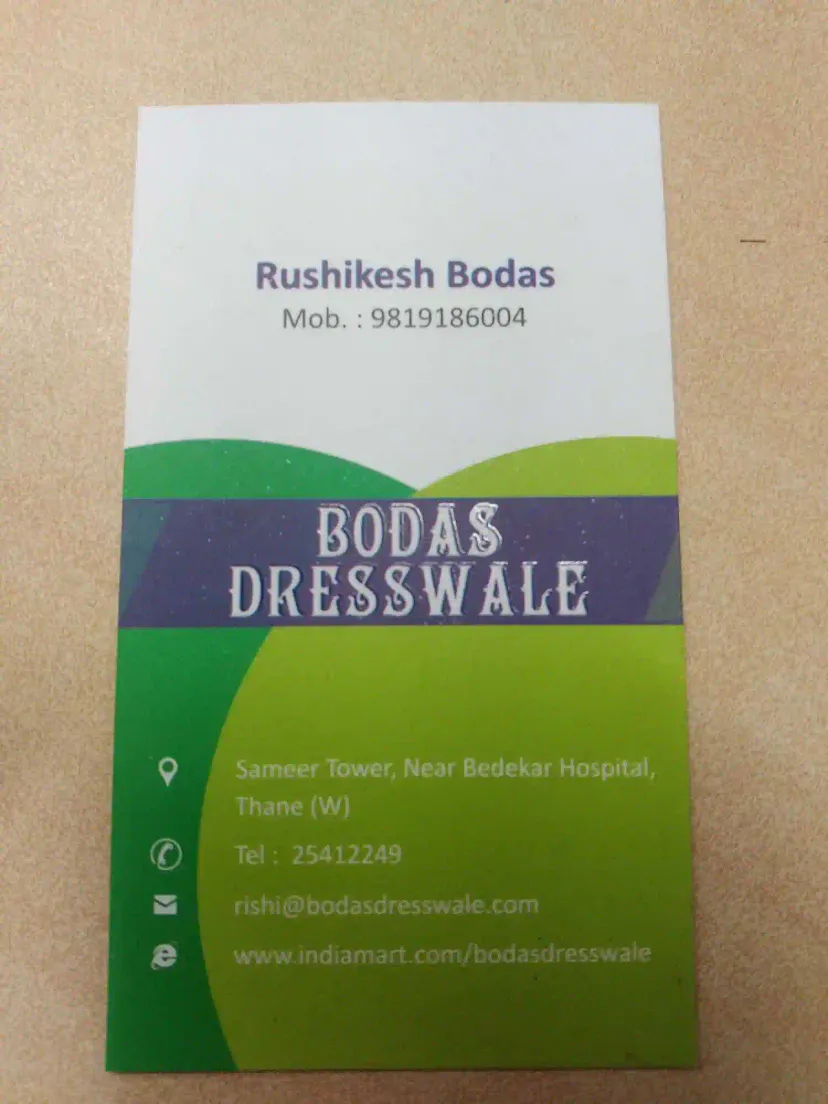 Rushikesh Bodas
Mob. : 9819186004
BODAS
DRESSWALE
Sameer Tower, Near Bedekar Hospital,
Thane (W)
Tel : 25412249
rishi@bodasdresswale.com
www.indiamart.com/bodasdresswale